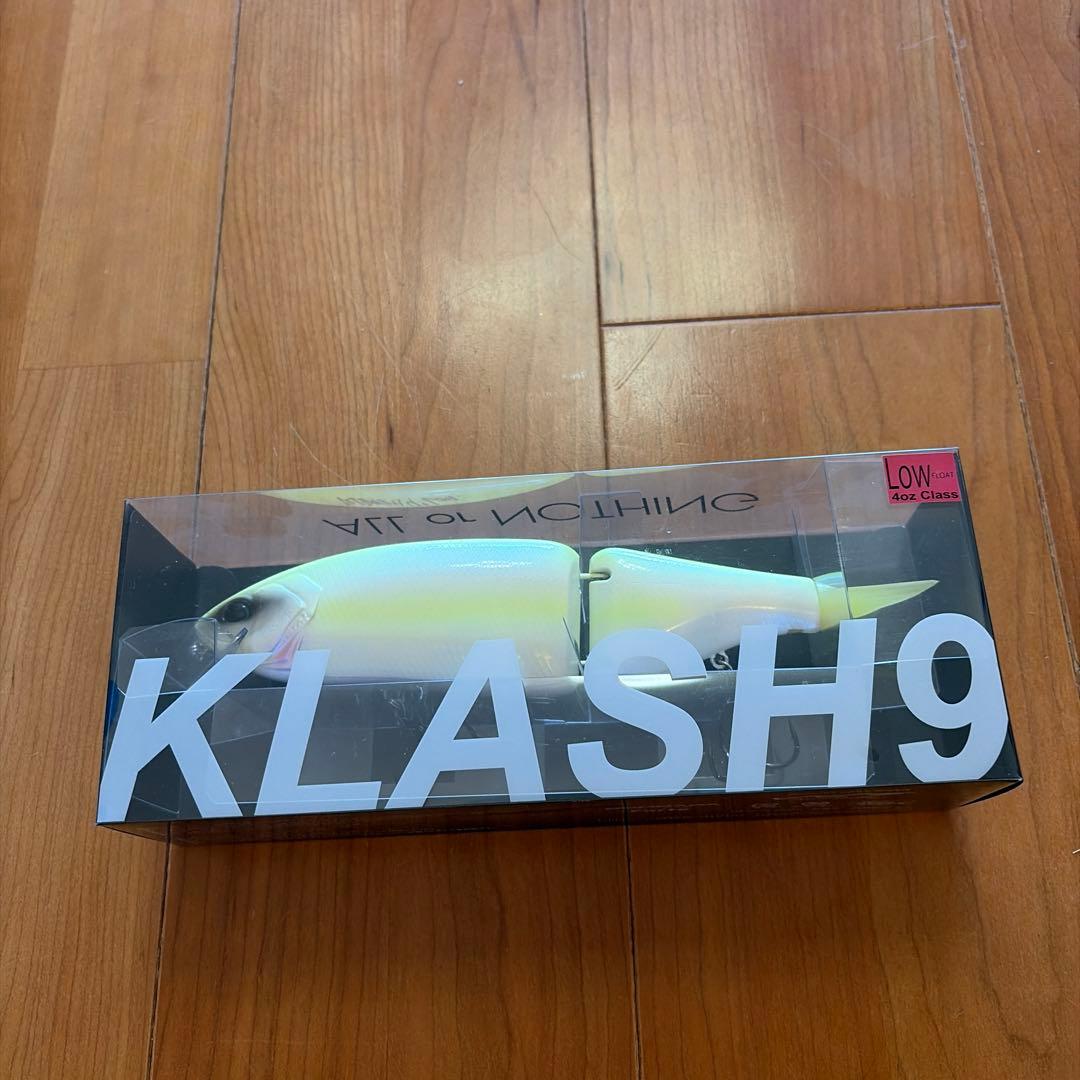 LOW FLOAT
4oz Class
ALL or NOTHING
KLASH9